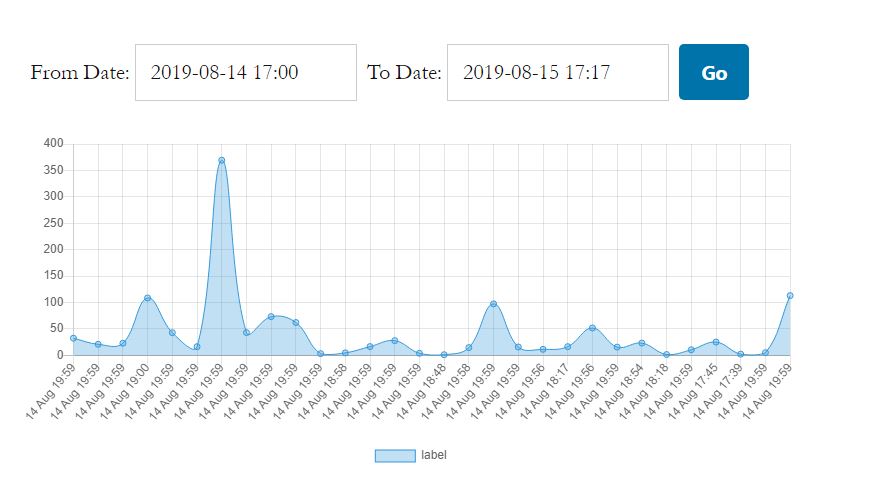 From Date: 2019-08-14 17:00 To Date: 2019-08-15 17:17 Go
400
350
300
250
200
150
100
50
0
14 Aug 19:59
14 Aug 19:59
14 Aug 19:59
14 Aug 19:00
14 Aug 19:59
14 Aug 19:59
14 Aug 19:59
14 Aug 19:59
14 Aug 19:59
14 Aug 19:59
14 Aug 19:59
14 Aug 18:58
14 Aug 19:59
14 Aug 19:59
14 Aug 19:59
14 Aug 18:48
14 Aug 19:58
14 Aug 19:59
14 Aug 19:59
14 Aug 19:56
14 Aug 18:17
14 Aug 19:56
14 Aug 19:59
14 Aug 18:54
14 Aug 18:18
14 Aug 19:59
14 Aug 17:45
14 Aug 17:39
14 Aug 19:59
14 Aug 19:59
label